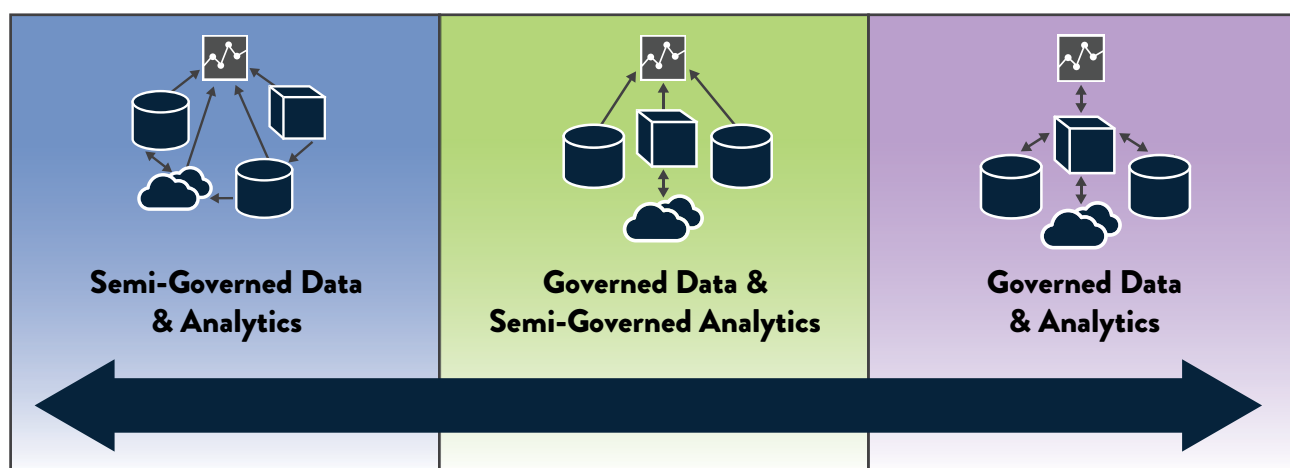 Semi-Governed Data
& Analytics
Governed Data &
Semi-Governed Analytics
Governed Data
& Analytics